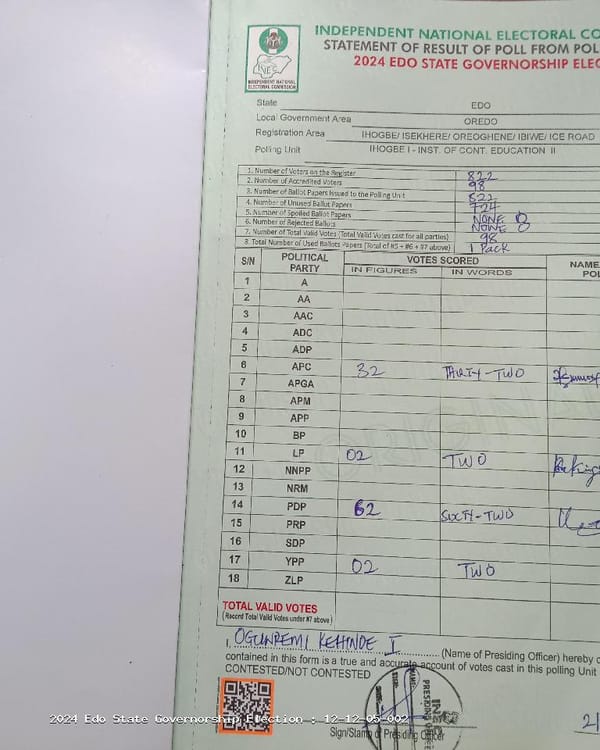 INDEPENDENT NATIONAL ELECTORAL CO
STATEMENT OF RESULT OF POLL FROM POL
2024 EDO STATE GOVERNORSHIP ELEC
INEC
INDEPENDENT NATIONAL
ELECTORAL COMMISSION
State EDO
Local Government Area OREDO
Registration Area IHOGBE/ ISEKHERE/ OREOGHENE/ IBIWE/ ICE ROAD
Polling Unit IHOGBE I - INST. OF CONT. EDUCATION II
1. Number of Voters on the Register 822
2. Number of Accredited Voters 98
3. Number of Ballot Papers Issued to the Polling Unit 822
4. Number of Unused Ballot Papers 724
5. Number of Spoiled Ballot Papers NONE 0
6. Number of Rejected Ballots NONE 0
7. Number of Total Valid Votes (Total Valid Votes cast for all parties) 98
8. Total Number of Used Ballots Papers (Total of #5 + #6 + #7 above) 1 Pack
S/N POLITICAL PARTY VOTES SCORED NAME
IN FIGURES IN WORDS POL
1 A
2 AA
3 AAC
4 ADC
5 ADP
6 APC 32 THIRTY-TWO
7 APGA
8 APM
9 APP
10 BP
11 LP 02 TWO
12 NNPP
13 NRM
14 PDP 62 SIXTY-TWO
15 PRP
16 SDP
17 YPP 02 TWO
18 ZLP
TOTAL VALID VOTES
(Record Total Valid Votes under #7 above)
I, OGUNREMI KEHINDE I (Name of Presiding Officer) hereby c
contained in this form is a true and accurate account of votes cast in this polling Unit
CONTESTED/NOT CONTESTED
PRESIDING
Sign/Stamp of Presiding Officer
21
2024 Edo State Governorship Election : 12-12-05-002